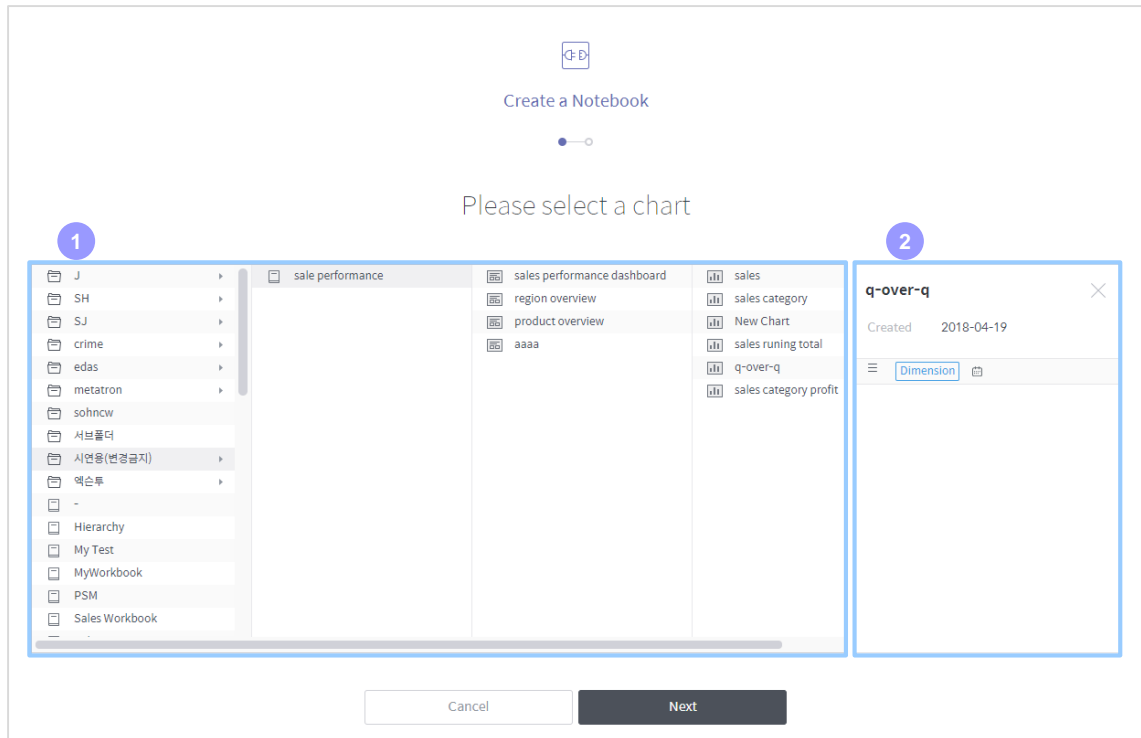 Create a Notebook
Please select a chart
1
2
J
SH
SJ
crime
edas
metatron
sohncw
서브폴더
시연용(변경금지)
엑슨투
-
Hierarchy
My Test
MyWorkbook
PSM
Sales Workbook
sale performance
sales performance dashboard
region overview
product overview
aaaa
sales
sales category
New Chart
sales runing total
q-over-q
sales category profit
q-over-q
Created 2018-04-19
Dimension
Cancel
Next